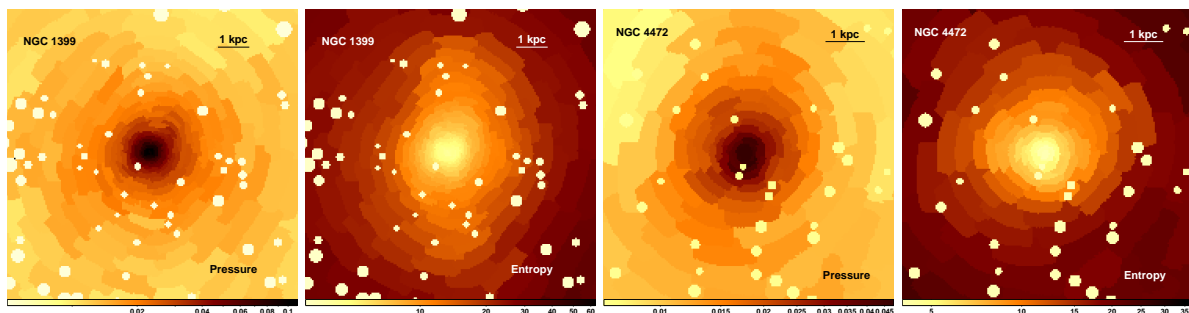 NGC 1399
1 kpc
Pressure
0.02 0.04 0.06 0.08 0.1
NGC 1399
1 kpc
Entropy
10 20 30 40 50 60
NGC 4472
1 kpc
Pressure
0.01 0.015 0.02 0.025 0.03 0.035 0.04 0.045
NGC 4472
1 kpc
Entropy
5 10 15 20 25 30 35